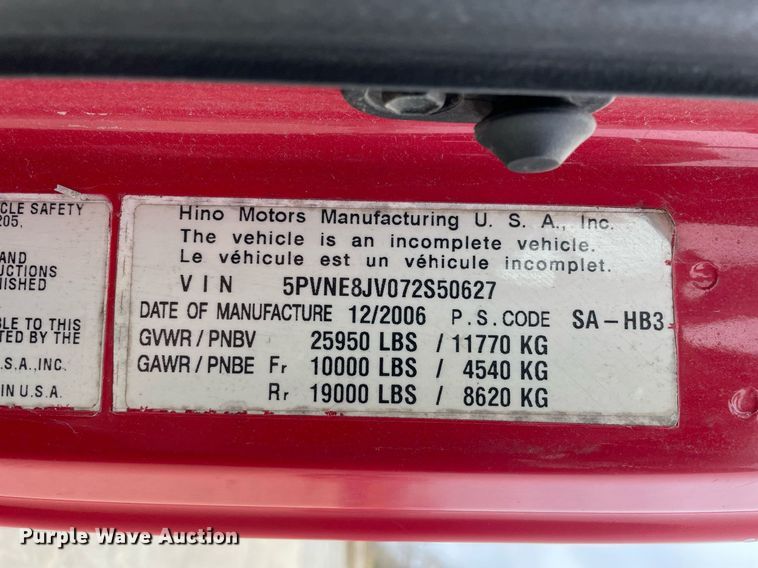 CLE SAFETY
205,
AND
UCTIONS
NISHED
BLE TO THIS
TED BY THE
.S.A.,INC.
IN U.S.A.
Hino Motors Manufacturing U. S. A., Inc.
The vehicle is an incomplete vehicle.
Le véhicule est un véhicule incomplet.
VIN 5PVNE8JV072S50627
DATE OF MANUFACTURE 12/2006 P.S.CODE SA-HB3
GVWR/PNBV 25950 LBS / 11770 KG
GAWR/PNBE Fr 10000 LBS / 4540 KG
Rr 19000 LBS / 8620 KG
Purple Wave Auction